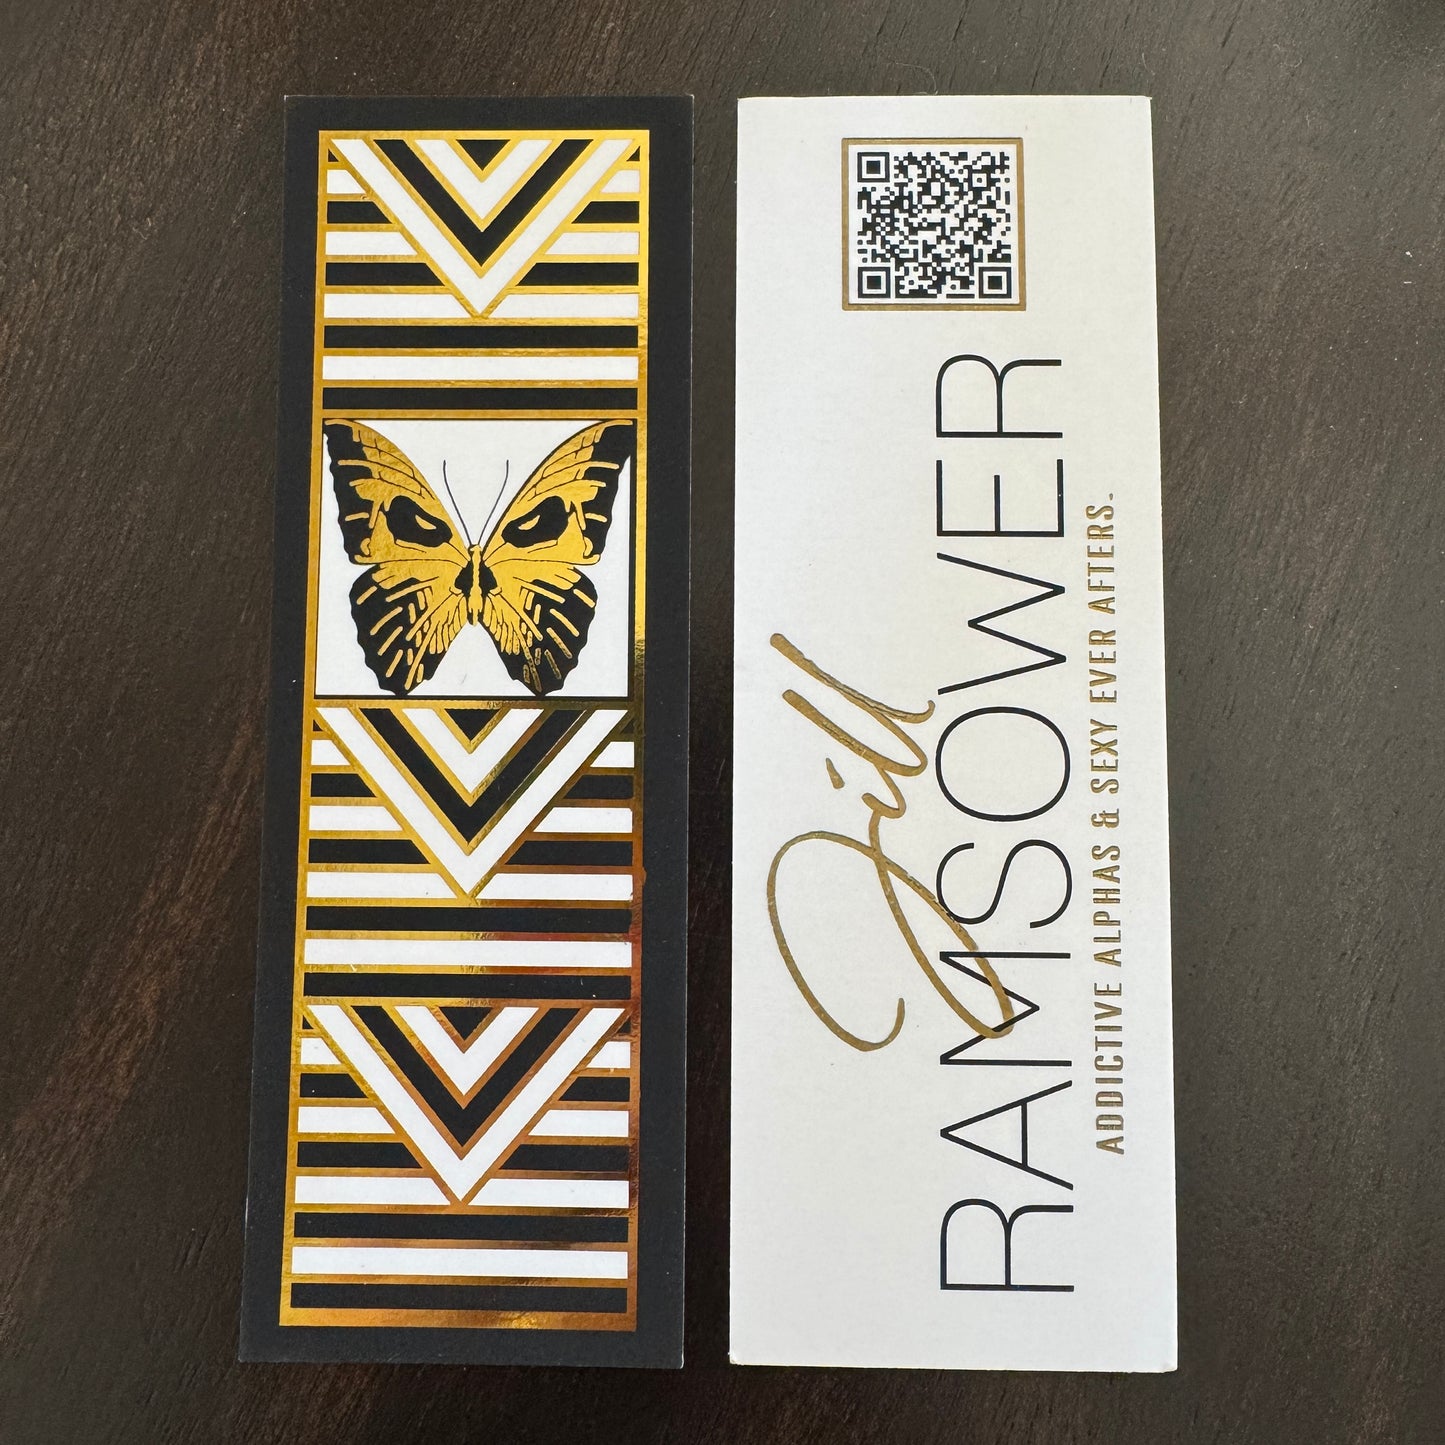 Jill
RAMSOWER
ADDICTIVE ALPHAS & SEXY EVER AFTERS.